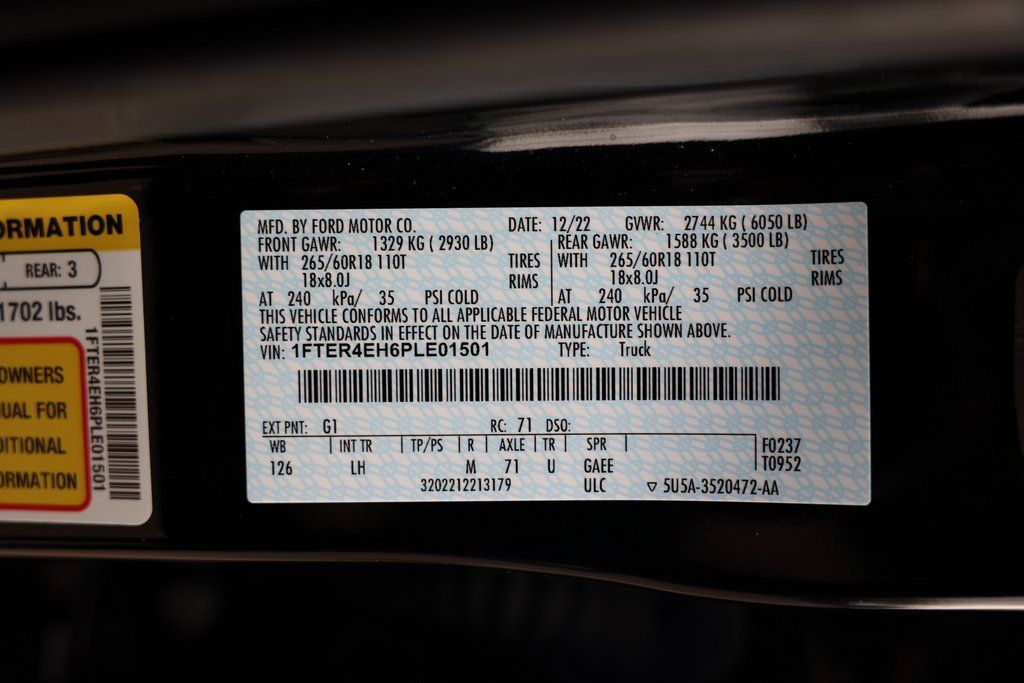 ORMATION
REAR: 3
1702 lbs.
OWNERS
UAL FOR
DITIONAL
ORMATION
1FTER4EH6PLE01501
MFD. BY FORD MOTOR CO. DATE: 12/22 GVWR: 2744 KG ( 6050 LB)
FRONT GAWR: 1329 KG ( 2930 LB) REAR GAWR: 1588 KG ( 3500 LB)
WITH 265/60R18 110T TIRES WITH 265/60R18 110T TIRES
18x8.0J RIMS 18x8.0J RIMS
AT 240 kPa/ 35 PSI COLD AT 240 kPa/ 35 PSI COLD
THIS VEHICLE CONFORMS TO ALL APPLICABLE FEDERAL MOTOR VEHICLE
SAFETY STANDARDS IN EFFECT ON THE DATE OF MANUFACTURE SHOWN ABOVE.
VIN: 1FTER4EH6PLE01501 TYPE: Truck
EXT PNT: G1 RC: 71 DSO:
WB INT TR TP/PS R AXLE TR SPR F0237
126 LH M 71 U GAEE T0952
3202212213179 ULC ▽ 5U5A-3520472-AA